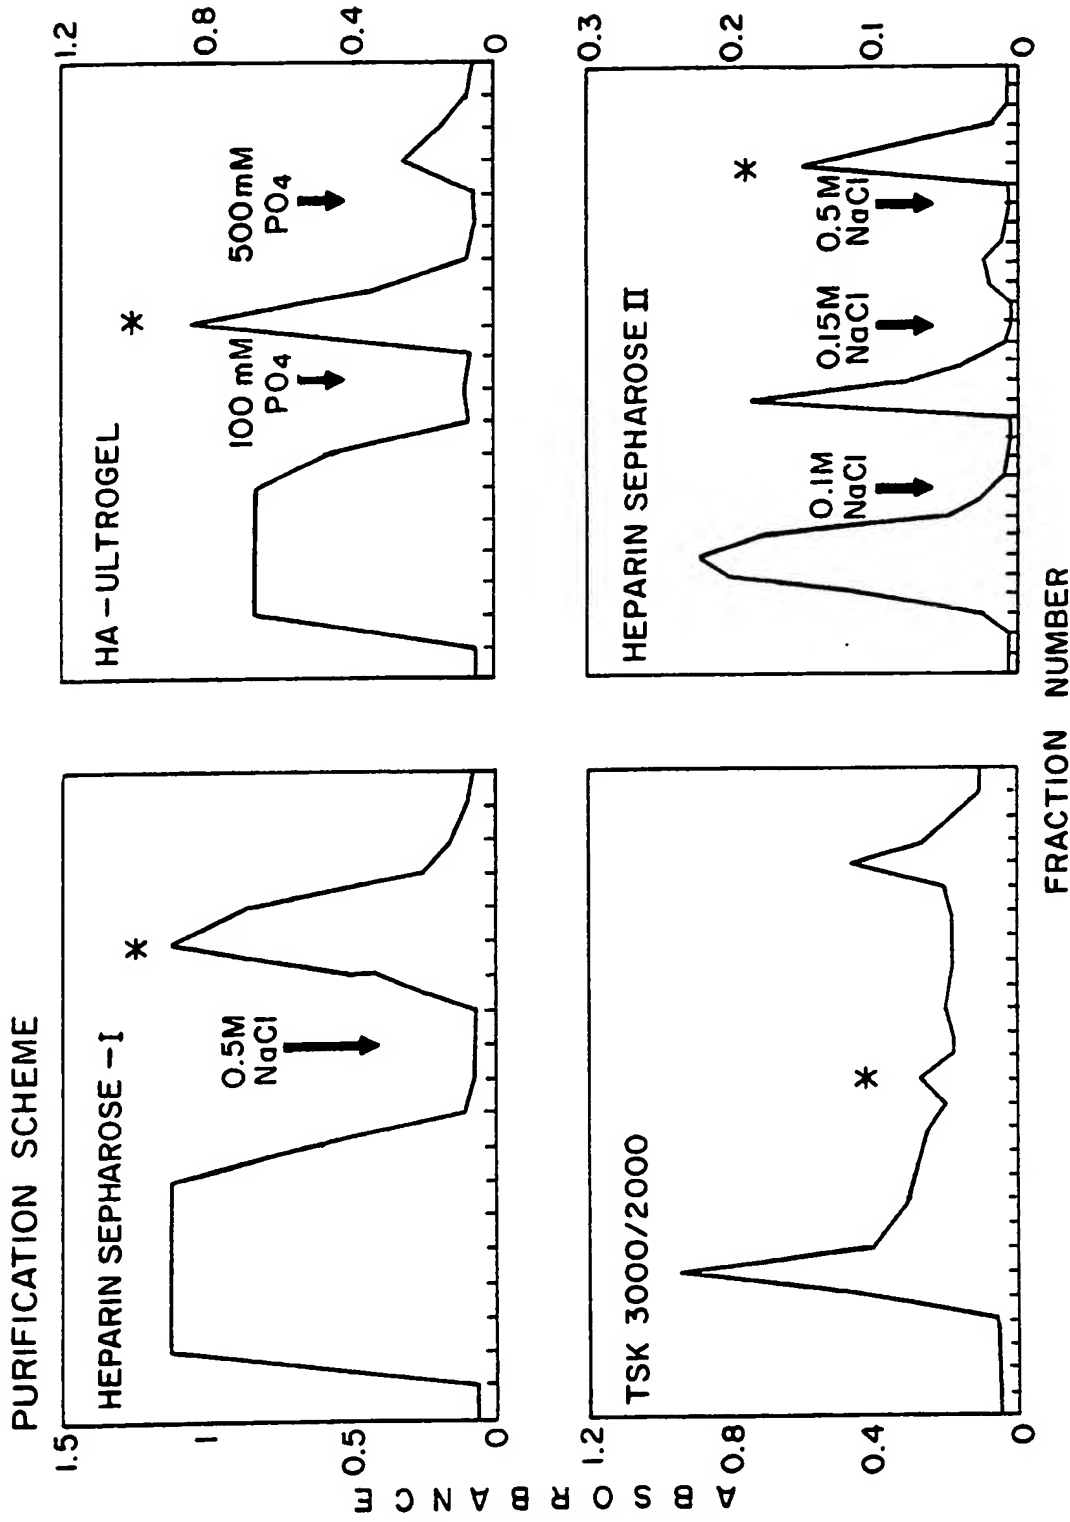 PURIFICATION SCHEME
HEPARIN SEPHAROSE-I
0.5M
NaCl
*
1.5
1
0.5
0
HA-ULTROGEL
100 mM
PO4
*
500mM
PO4
1.2
0.8
0.4
0
TSK 3000/2000
*
1.2
0.8
0.4
0
HEPARIN SEPHAROSE II
0.1M
NaCl
0.15M
NaCl
0.5M
NaCl
*
0.3
0.2
0.1
0
ABSORBANCE
FRACTION NUMBER